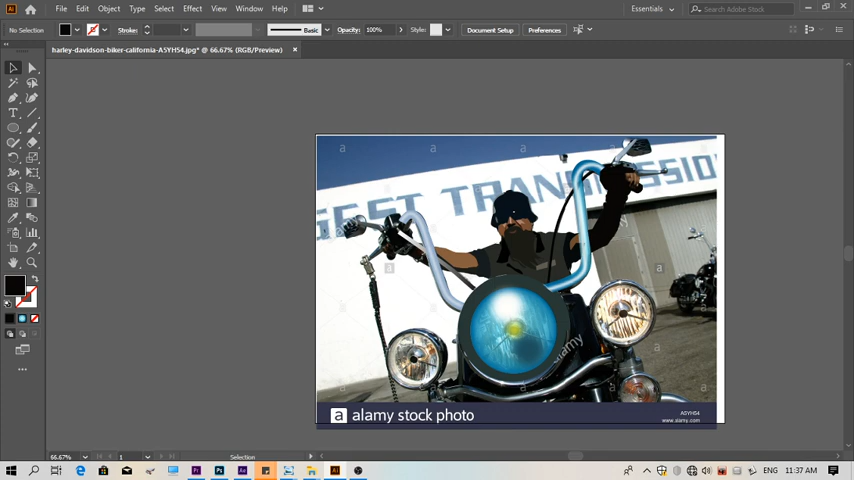 File Edit Object Type Select Effect View Window Help
Essentials
Search Adobe Stock
No Selection
Stroke:
Basic
Opacity: 100%
Style:
Document Setup
Preferences
harley-davidson-biker-california-A5YH54.jpg* @ 66.67% (RGB/Preview)
GEST TRANSMISSION
a alamy stock photo
A5YH54
www.alamy.com
alamy
66.67%
1
Selection
ENG
11:37 AM